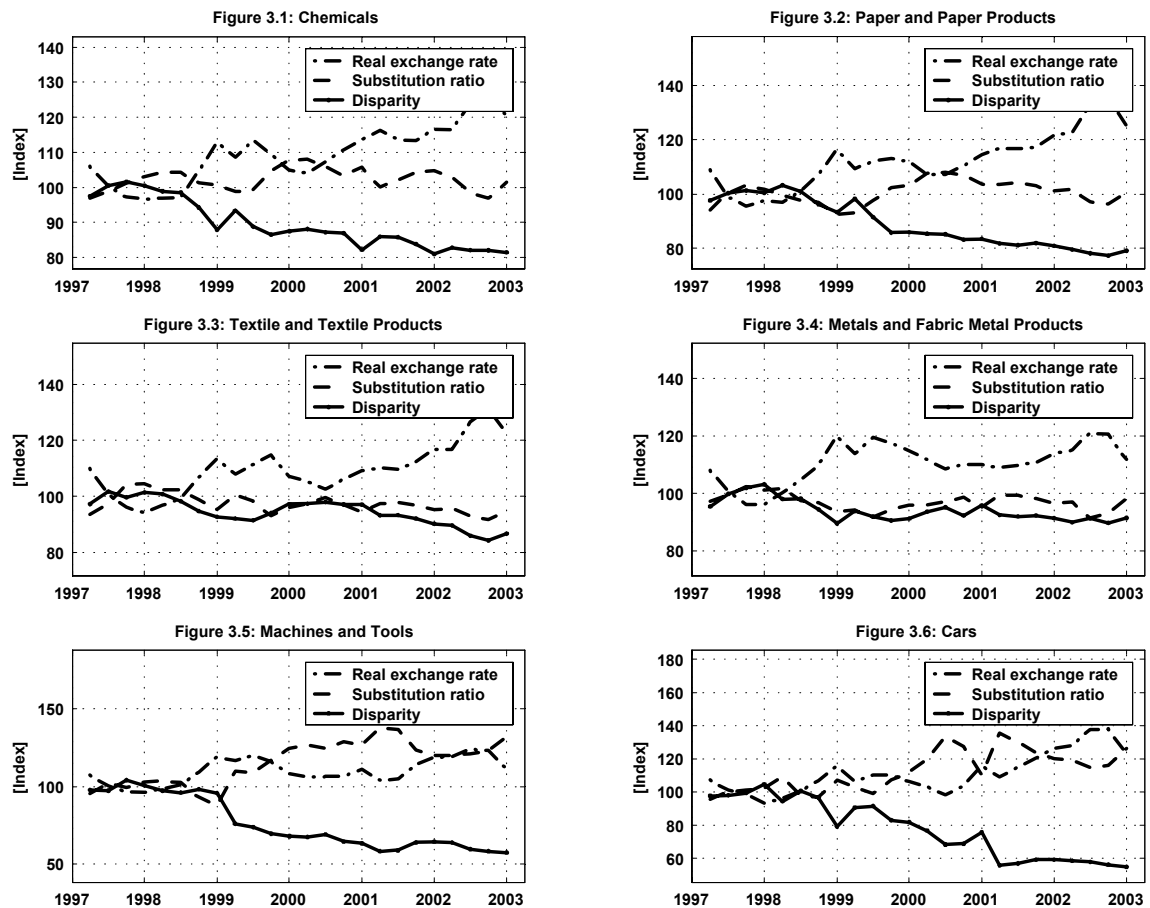 Figure 3.1: Chemicals
140
130
120
110
100
90
80
[Index]
Real exchange rate
Substitution ratio
Disparity
1997 1998 1999 2000 2001 2002 2003
Figure 3.2: Paper and Paper Products
140
120
100
80
[Index]
Real exchange rate
Substitution ratio
Disparity
1997 1998 1999 2000 2001 2002 2003
Figure 3.3: Textile and Textile Products
140
120
100
80
[Index]
Real exchange rate
Substitution ratio
Disparity
1997 1998 1999 2000 2001 2002 2003
Figure 3.4: Metals and Fabric Metal Products
140
120
100
80
[Index]
Real exchange rate
Substitution ratio
Disparity
1997 1998 1999 2000 2001 2002 2003
Figure 3.5: Machines and Tools
150
100
50
[Index]
Real exchange rate
Substitution ratio
Disparity
1997 1998 1999 2000 2001 2002 2003
Figure 3.6: Cars
180
160
140
120
100
80
60
[Index]
Real exchange rate
Substitution ratio
Disparity
1997 1998 1999 2000 2001 2002 2003